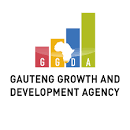 GGDA
GAUTENG GROWTH AND
DEVELOPMENT AGENCY